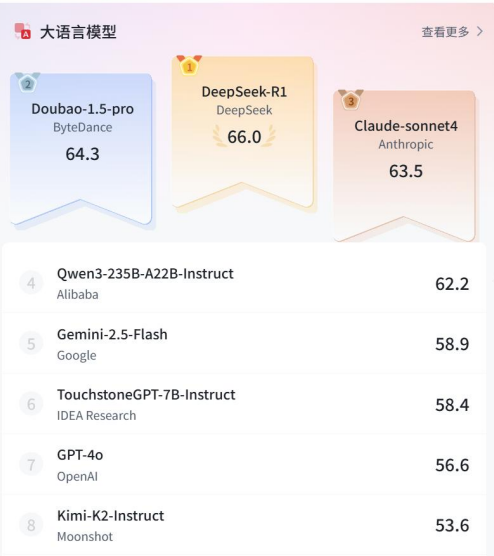 大语言模型
查看更多
2
Doubao-1.5-pro
ByteDance
64.3
1
DeepSeek-R1
DeepSeek
66.0
3
Claude-sonnet4
Anthropic
63.5
4
Qwen3-235B-A22B-Instruct
Alibaba
62.2
5
Gemini-2.5-Flash
Google
58.9
6
TouchstoneGPT-7B-Instruct
IDEA Research
58.4
7
GPT-4o
OpenAI
56.6
8
Kimi-K2-Instruct
Moonshot
53.6